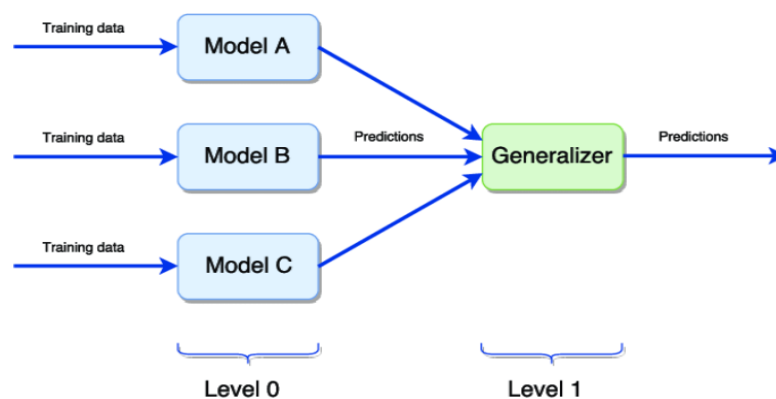 Training data
Model A
Training data
Model B
Predictions
Generalizer
Predictions
Training data
Model C
Level 0
Level 1